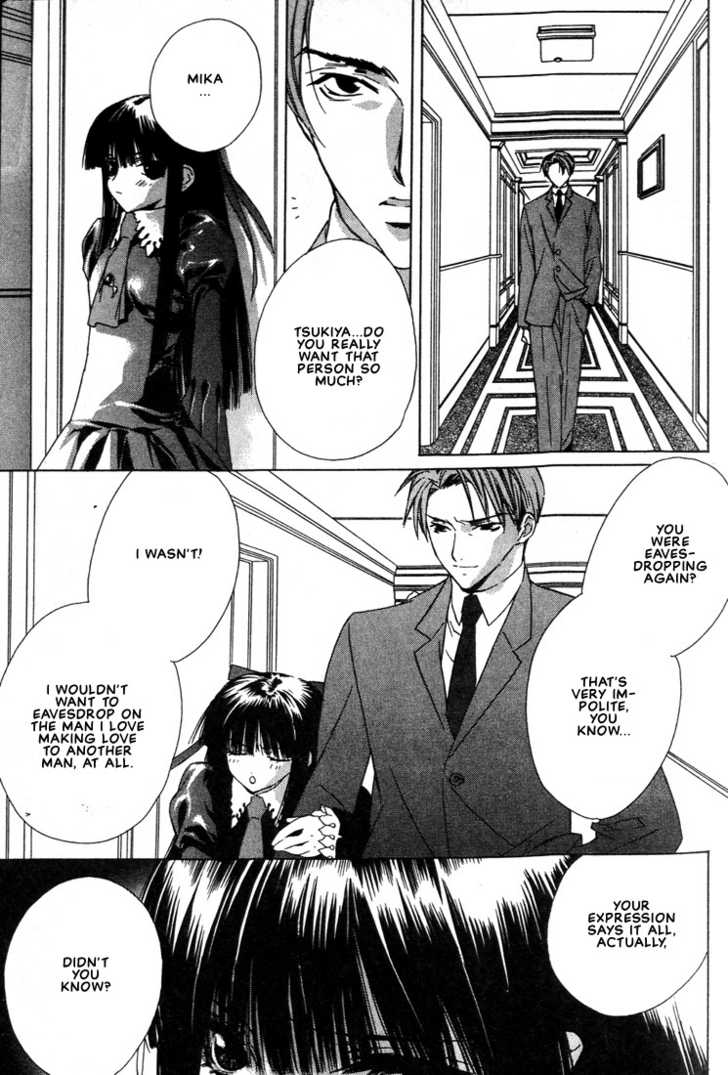 MIKA
...
TSUKIYA...DO
YOU REALLY
WANT THAT
PERSON SO
MUCH?
YOU
WERE
EAVES-
DROPPING
AGAIN?
THAT'S
VERY IM-
POLITE,
YOU
KNOW...
I WASN'T!
I WOULDN'T
WANT TO
EAVESDROP ON
THE MAN I LOVE
MAKING LOVE
TO ANOTHER
MAN, AT ALL.
YOUR
EXPRESSION
SAYS IT ALL,
ACTUALLY,
DIDN'T
YOU
KNOW?